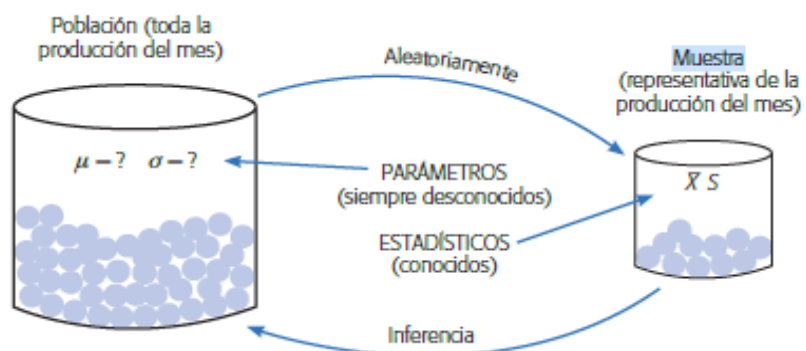 Población (toda la
producción del mes)
Aleatoriamente
Muestra
(representativa de la
producción del mes)
μ – ? σ – ?
PARÁMETROS
(siempre desconocidos)
X̄ S
ESTADÍSTICOS
(conocidos)
Inferencia